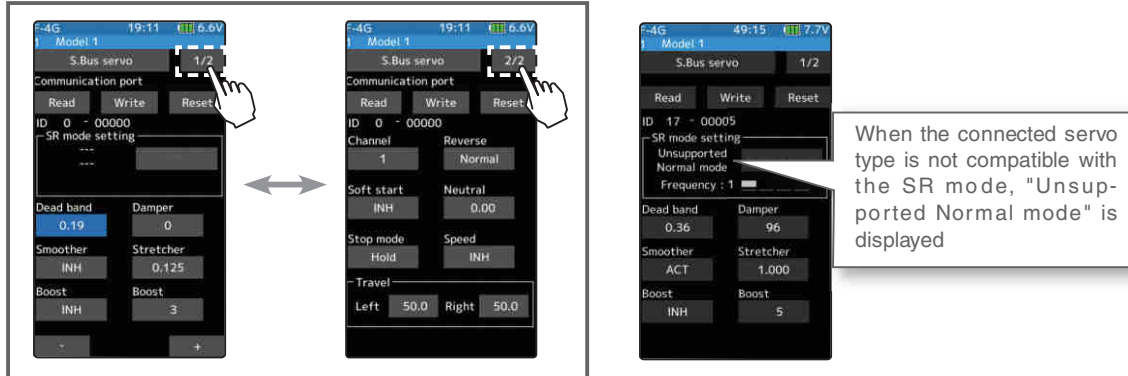 F-4G 19:11 6.6V
1 Model 1
S.Bus servo 1/2
Communication port
Read Write Reset
ID 0 - 00000
SR mode setting
---
---
Dead band Damper
0.19 0
Smoother Stretcher
INH 0.125
Boost Boost
INH 3
- +
F-4G 19:11 6.6V
1 Model 1
S.Bus servo 2/2
Communication port
Read Write Reset
ID 0 - 00000
Channel Reverse
1 Normal
Soft start Neutral
INH 0.00
Stop mode Speed
Hold INH
Travel
Left 50.0 Right 50.0
F-4G 49:15 7.7V
1 Model 1
S.Bus servo 1/2
Read Write Reset
ID 17 - 00005
SR mode setting
Unsupported
Normal mode
Frequency : 1
Dead band Damper
0.36 96
Smoother Stretcher
ACT 1.000
Boost Boost
INH 5
When the connected servo
type is not compatible with
the SR mode, "Unsup-
ported Normal mode" is
displayed